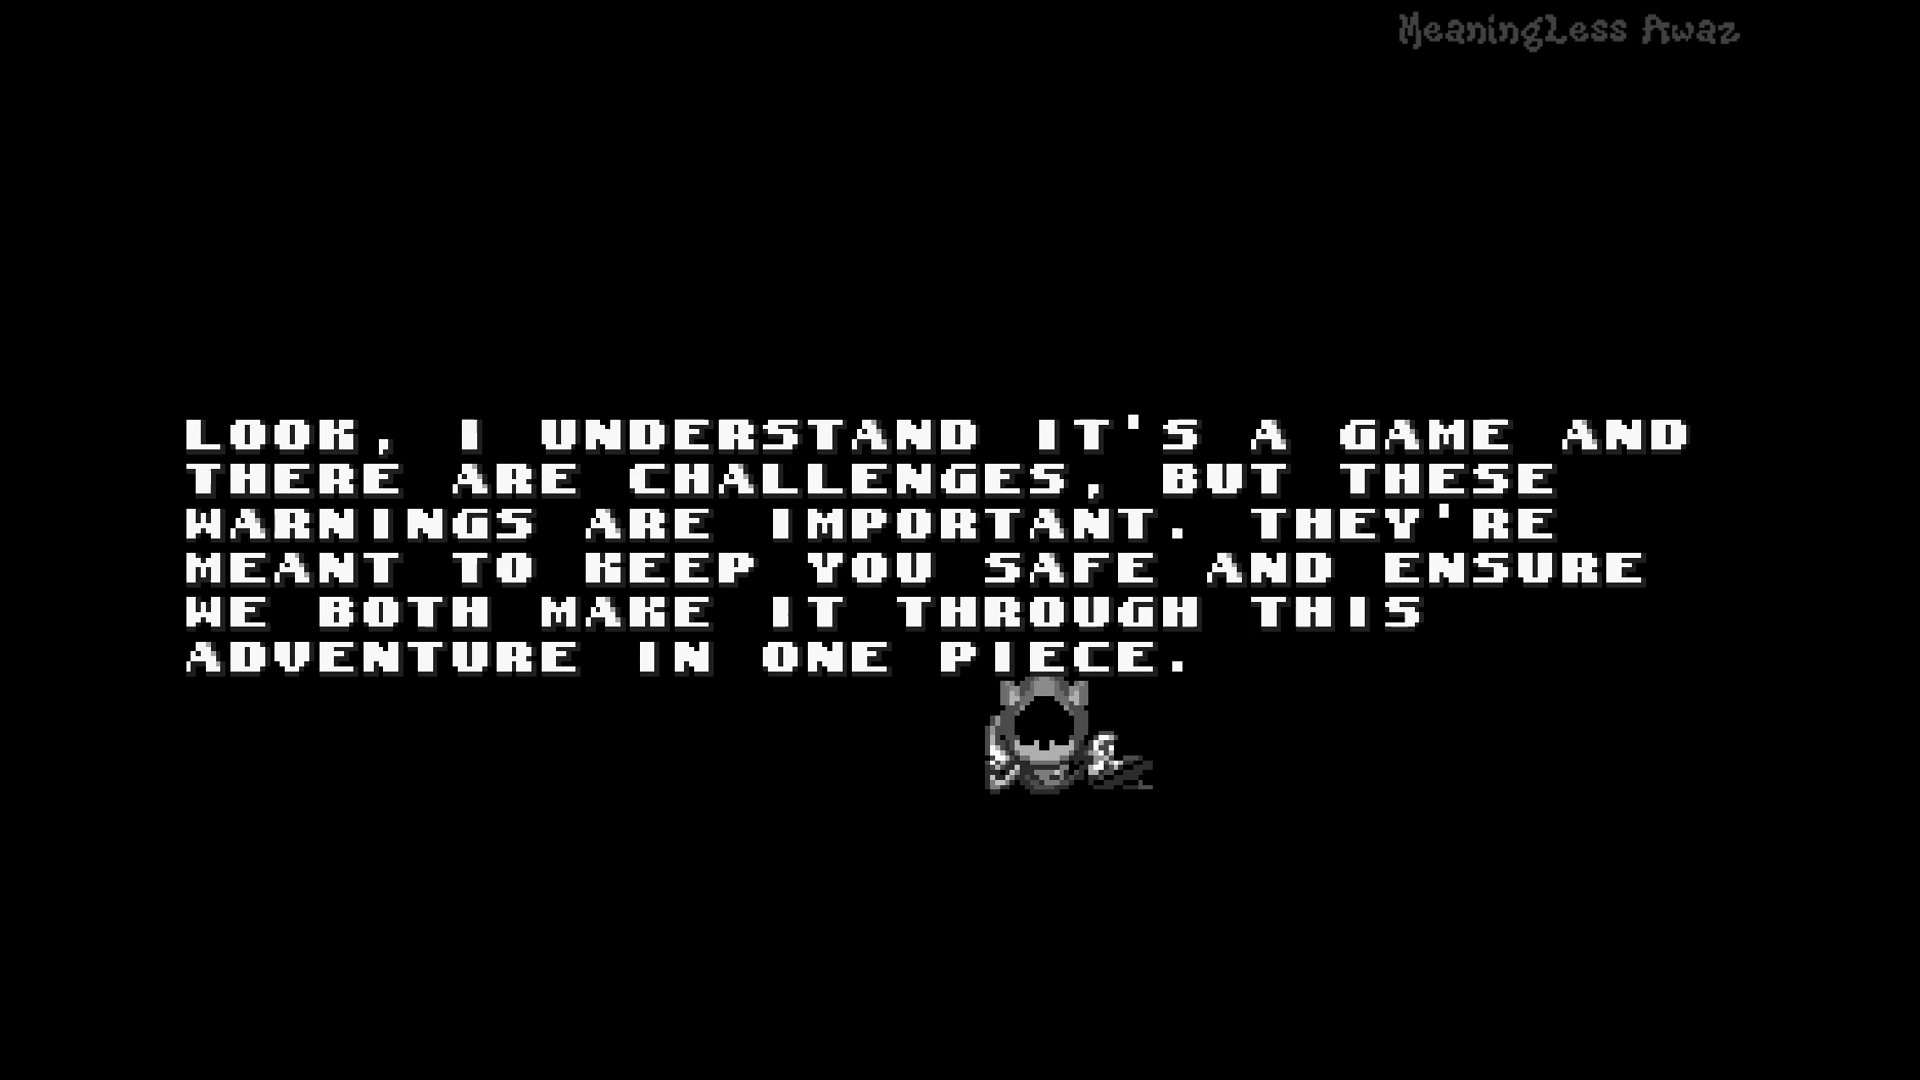 MeaningLess Awaz
LOOK, I UNDERSTAND IT'S A GAME AND
THERE ARE CHALLENGES, BUT THESE
WARNINGS ARE IMPORTANT. THEY'RE
MEANT TO KEEP YOU SAFE AND ENSURE
WE BOTH MAKE IT THROUGH THIS
ADVENTURE IN ONE PIECE.